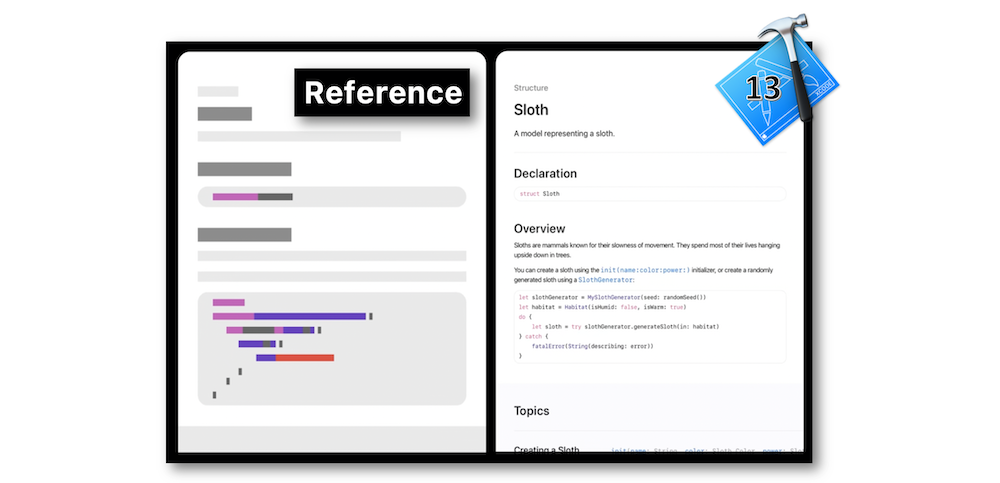 Reference
13
XCODE
Structure
Sloth
A model representing a sloth.
Declaration
struct Sloth
Overview
Sloths are mammals known for their slowness of movement. They spend most of their lives hanging
upside down in trees.
You can create a sloth using the init(name:color:power:) initializer, or create a randomly
generated sloth using a SlothGenerator:
let slothGenerator = MySlothGenerator(seed: randomSeed())
let habitat = Habitat(isHumid: false, isWarm: true)
do {
    let sloth = try slothGenerator.generateSloth(in: habitat)
} catch {
    fatalError(String(describing: error))
}
Topics
Creating a Sloth init(name: String, color: Sloth.Color, power: Sl